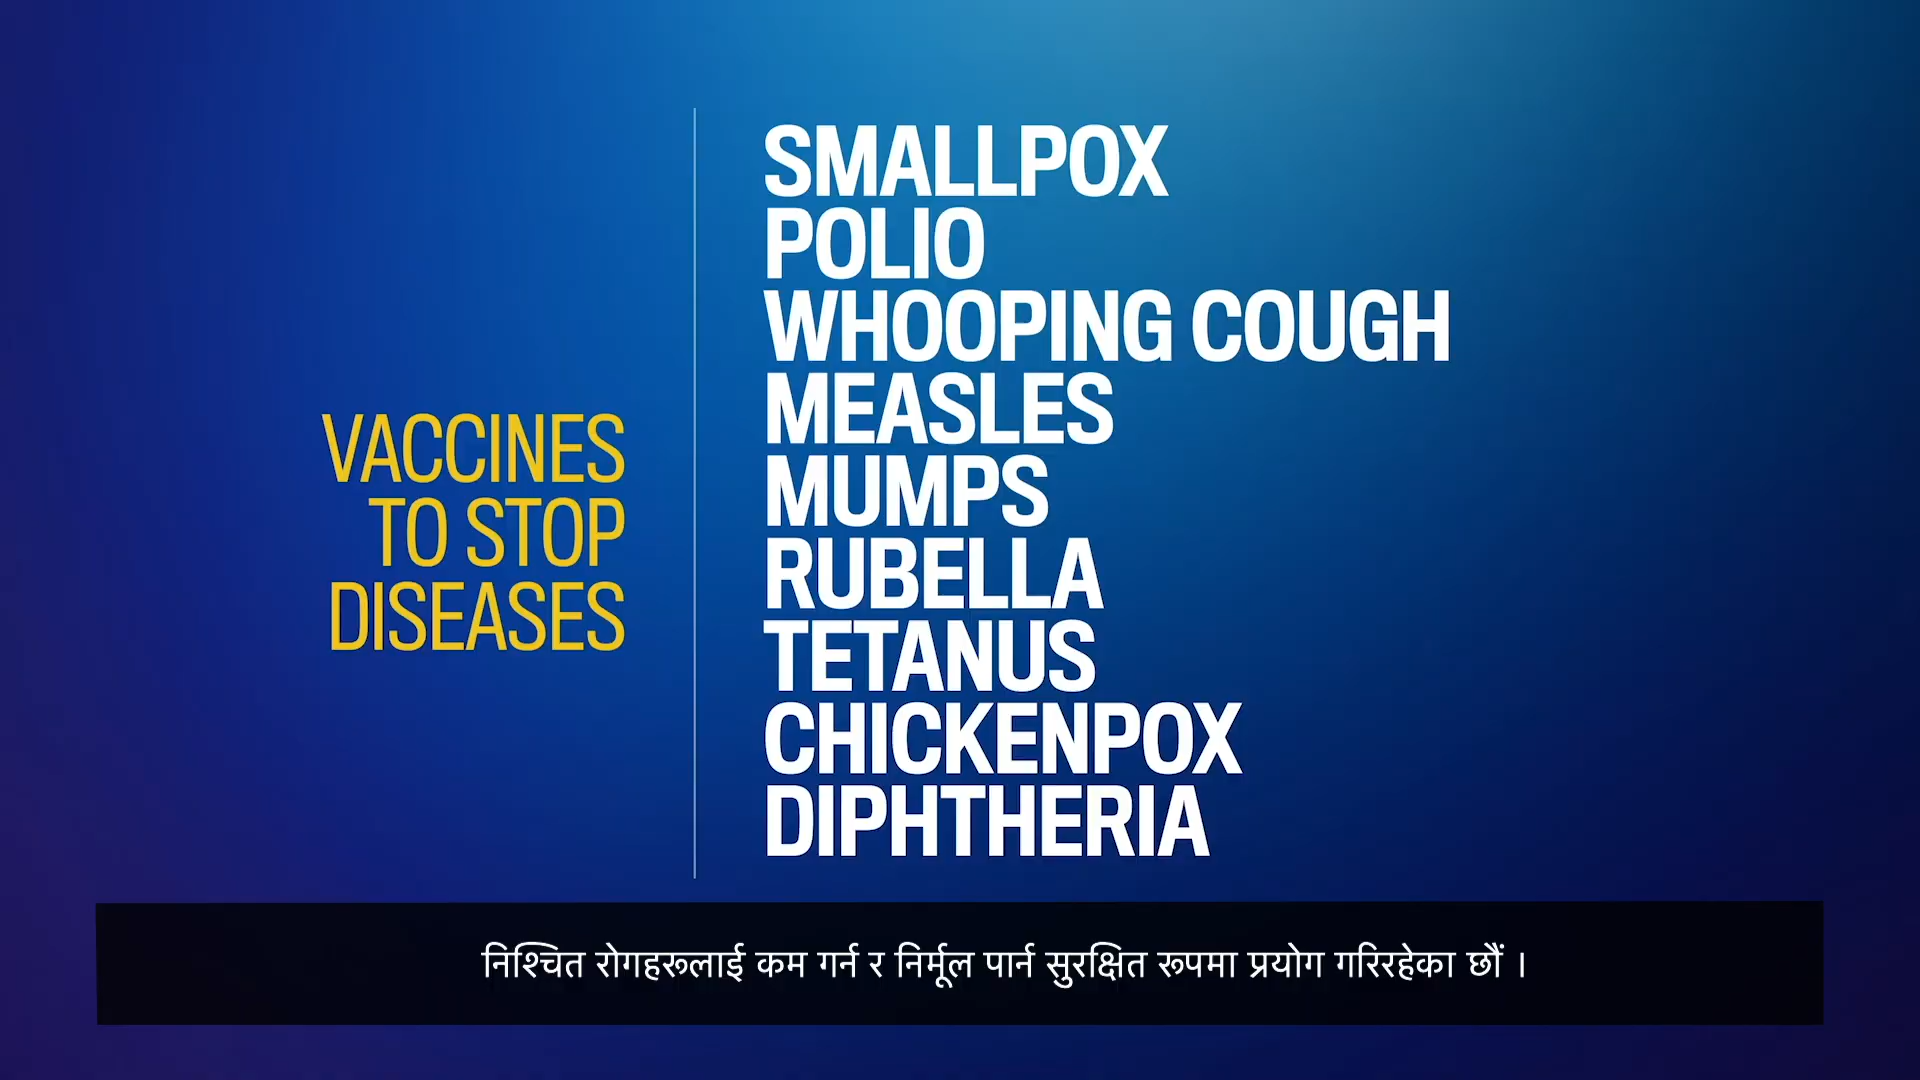 VACCINES
TO STOP
DISEASES
SMALLPOX
POLIO
WHOOPING COUGH
MEASLES
MUMPS
RUBELLA
TETANUS
CHICKENPOX
DIPHTHERIA
निश्चित रोगहरूलाई कम गर्न र निर्मूल पार्न सुरक्षित रूपमा प्रयोग गरिरहेका छौं ।